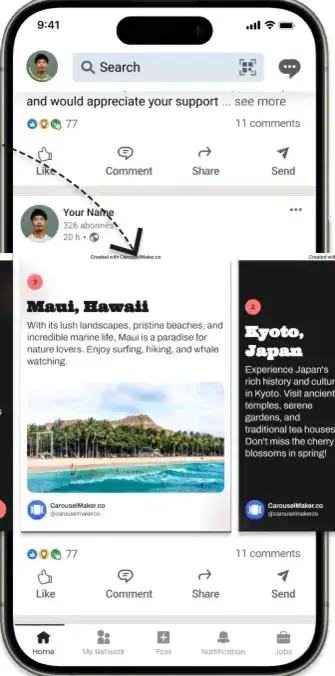 9:41
Search
and would appreciate your support ... see more
77
11 comments
Like
Comment
Share
Send
Your Name
326 abonnés
20 h •
Created with CarouselMaker.co
Created with
3
Maui, Hawaii
With its lush landscapes, pristine beaches, and
incredible marine life, Maui is a paradise for
nature lovers. Enjoy surfing, hiking, and whale
watching.
CarouselMaker.co
@carouselmakerco
2
Kyoto,
Japan
Experience Japan's
rich history and cultur
in Kyoto. Visit ancient
temples, serene
gardens, and
traditional tea houses
Don't miss the cherry
blossoms in spring!
CarouselMaker.co
@carouselmakerco
77
11 comments
Like
Comment
Share
Send
Home
My Network
Post
Notification
Jobs